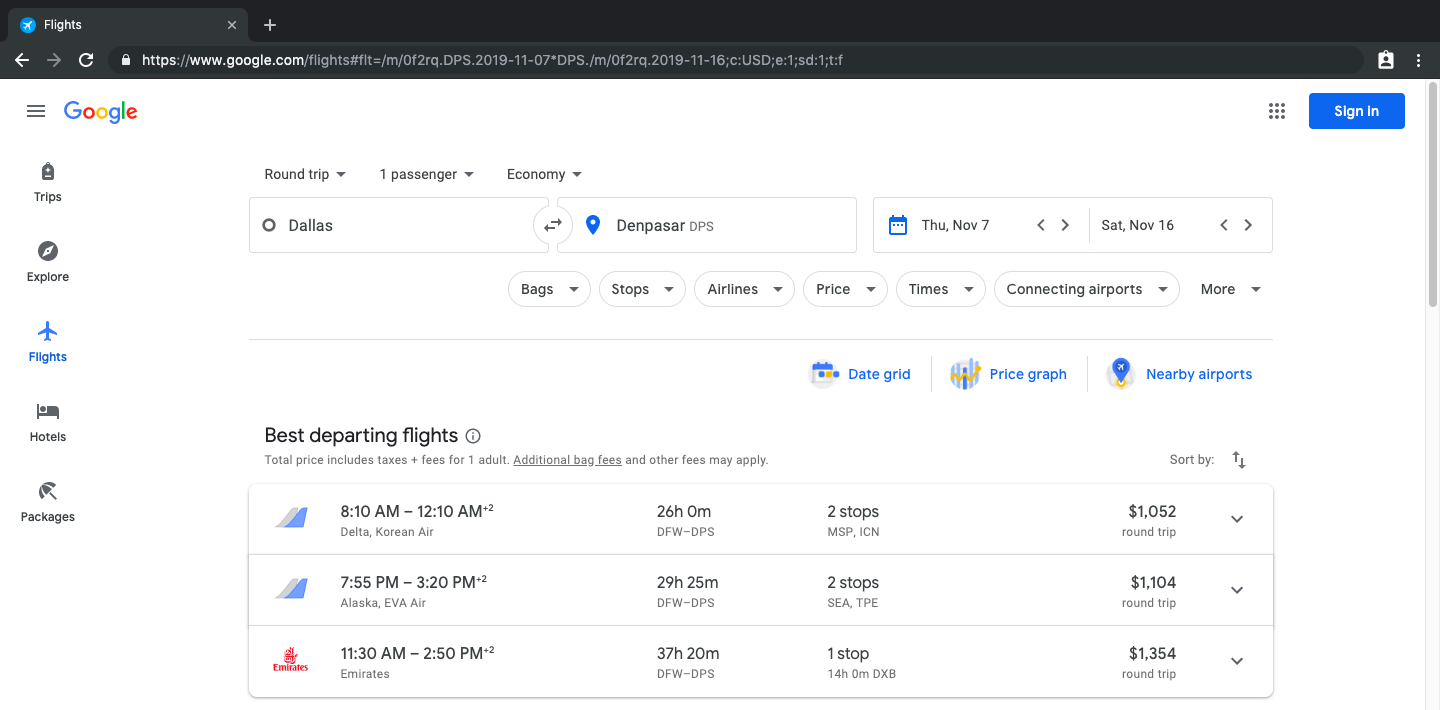 Flights
https://www.google.com/flights#flt=/m/0f2rq.DPS.2019-11-07*DPS./m/0f2rq.2019-11-16;c:USD;e:1;sd:1;t:f
Google
Sign in
Trips
Explore
Flights
Hotels
Packages
Round trip 1 passenger Economy
Dallas Denpasar DPS Thu, Nov 7 Sat, Nov 16
Bags Stops Airlines Price Times Connecting airports More
Date grid Price graph Nearby airports
Best departing flights
Total price includes taxes + fees for 1 adult. Additional bag fees and other fees may apply. Sort by:
8:10 AM – 12:10 AM+2 26h 0m 2 stops $1,052
Delta, Korean Air DFW–DPS MSP, ICN round trip
7:55 PM – 3:20 PM+2 29h 25m 2 stops $1,104
Alaska, EVA Air DFW–DPS SEA, TPE round trip
11:30 AM – 2:50 PM+2 37h 20m 1 stop $1,354
Emirates Emirates DFW–DPS 14h 0m DXB round trip